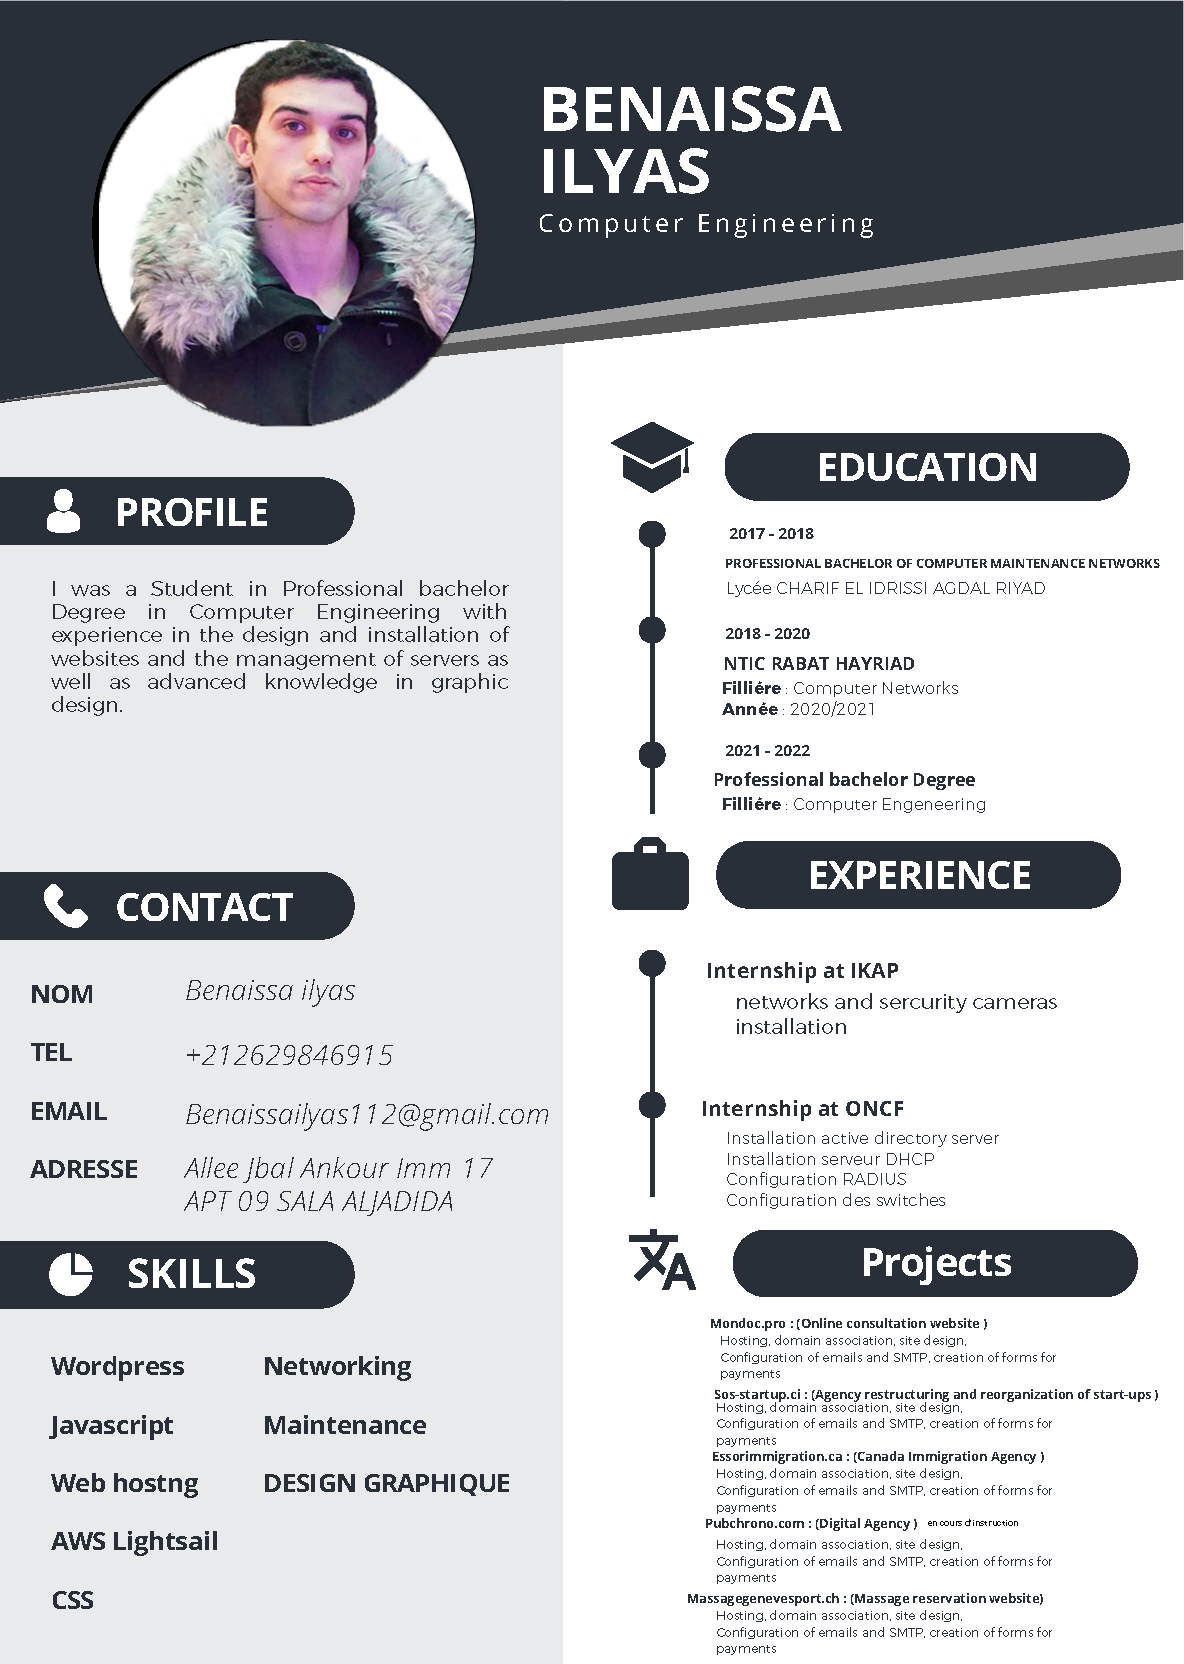 BENAISSA
ILYAS
Computer Engineering
PROFILE
I was a Student in Professional bachelor
Degree in Computer Engineering with
experience in the design and installation of
websites and the management of servers as
well as advanced knowledge in graphic
design.
CONTACT
NOM Benaissa ilyas
TEL +212629846915
EMAIL Benaissailyas112@gmail.com
ADRESSE Allee Jbal Ankour Imm 17
APT 09 SALA ALJADIDA
SKILLS
Wordpress Networking
Javascript Maintenance
Web hostng DESIGN GRAPHIQUE
AWS Lightsail
CSS
EDUCATION
2017 - 2018
PROFESSIONAL BACHELOR OF COMPUTER MAINTENANCE NETWORKS
Lycée CHARIF EL IDRISSI AGDAL RIYAD
2018 - 2020
NTIC RABAT HAYRIAD
Filliére : Computer Networks
Année : 2020/2021
2021 - 2022
Professional bachelor Degree
Filliére : Computer Engeneering
EXPERIENCE
Internship at IKAP
networks and sercurity cameras
installation
Internship at ONCF
Installation active directory server
Installation serveur DHCP
Configuration RADIUS
Configuration des switches
Projects
Mondoc.pro : (Online consultation website )
Hosting, domain association, site design,
Configuration of emails and SMTP, creation of forms for
payments
Sos-startup.ci : (Agency restructuring and reorganization of start-ups )
Hosting, domain association, site design,
Configuration of emails and SMTP, creation of forms for
payments
Essorimmigration.ca : (Canada Immigration Agency )
Hosting, domain association, site design,
Configuration of emails and SMTP, creation of forms for
payments
Pubchrono.com : (Digital Agency ) en cours d'instruction
Hosting, domain association, site design,
Configuration of emails and SMTP, creation of forms for
payments
Massagegenevesport.ch : (Massage reservation website)
Hosting, domain association, site design,
Configuration of emails and SMTP, creation of forms for
payments